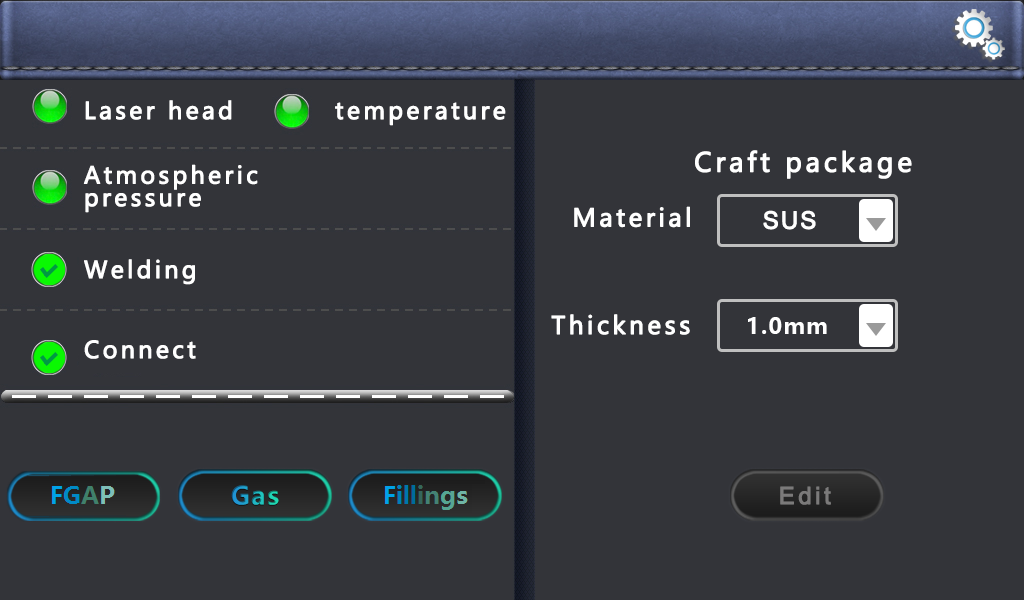 Laser head
temperature
Atmospheric
pressure
Welding
Connect
FGAP
Gas
Fillings
Craft package
Material
SUS
Thickness
1.0mm
Edit